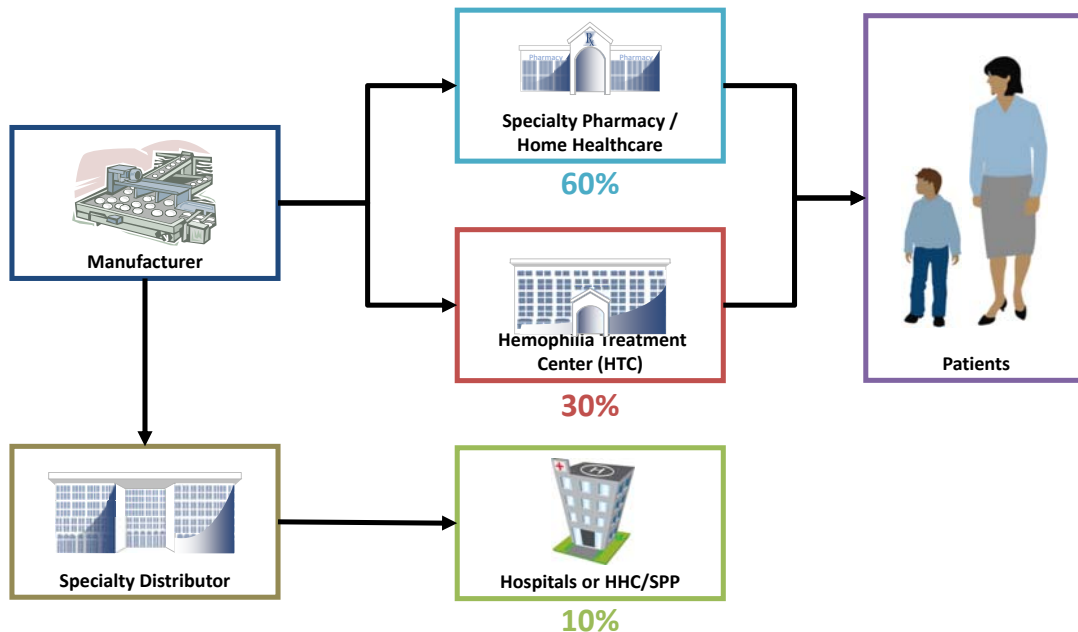 Pharmacy
Pharmacy
Specialty Pharmacy /
Home Healthcare
60%
Manufacturer
Hemophilia Treatment
Center (HTC)
30%
Patients
Specialty Distributor
H
Hospitals or HHC/SPP
10%